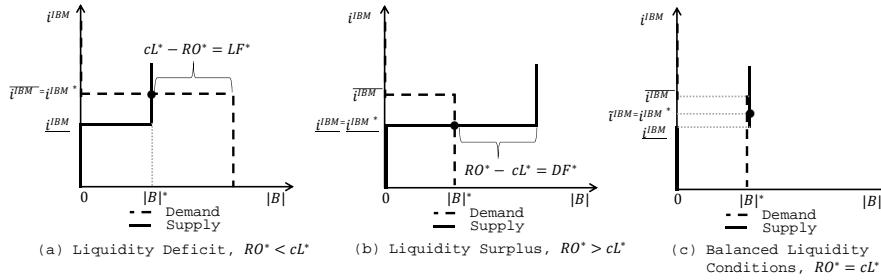 i^IBM
cL* − RO* = LF*
i^IBM = i^IBM*
i^IBM
0
|B|*
|B|
Demand
Supply
(a) Liquidity Deficit, RO* < cL*
i^IBM
i^IBM
i^IBM = i^IBM*
RO* − cL* = DF*
0
|B|*
|B|
Demand
Supply
(b) Liquidity Surplus, RO* > cL*
i^IBM
i^IBM
ĩ^IBM = i^IBM*
i^IBM
0
|B|*
|B|
Demand
Supply
(c) Balanced Liquidity
Conditions, RO* = cL*